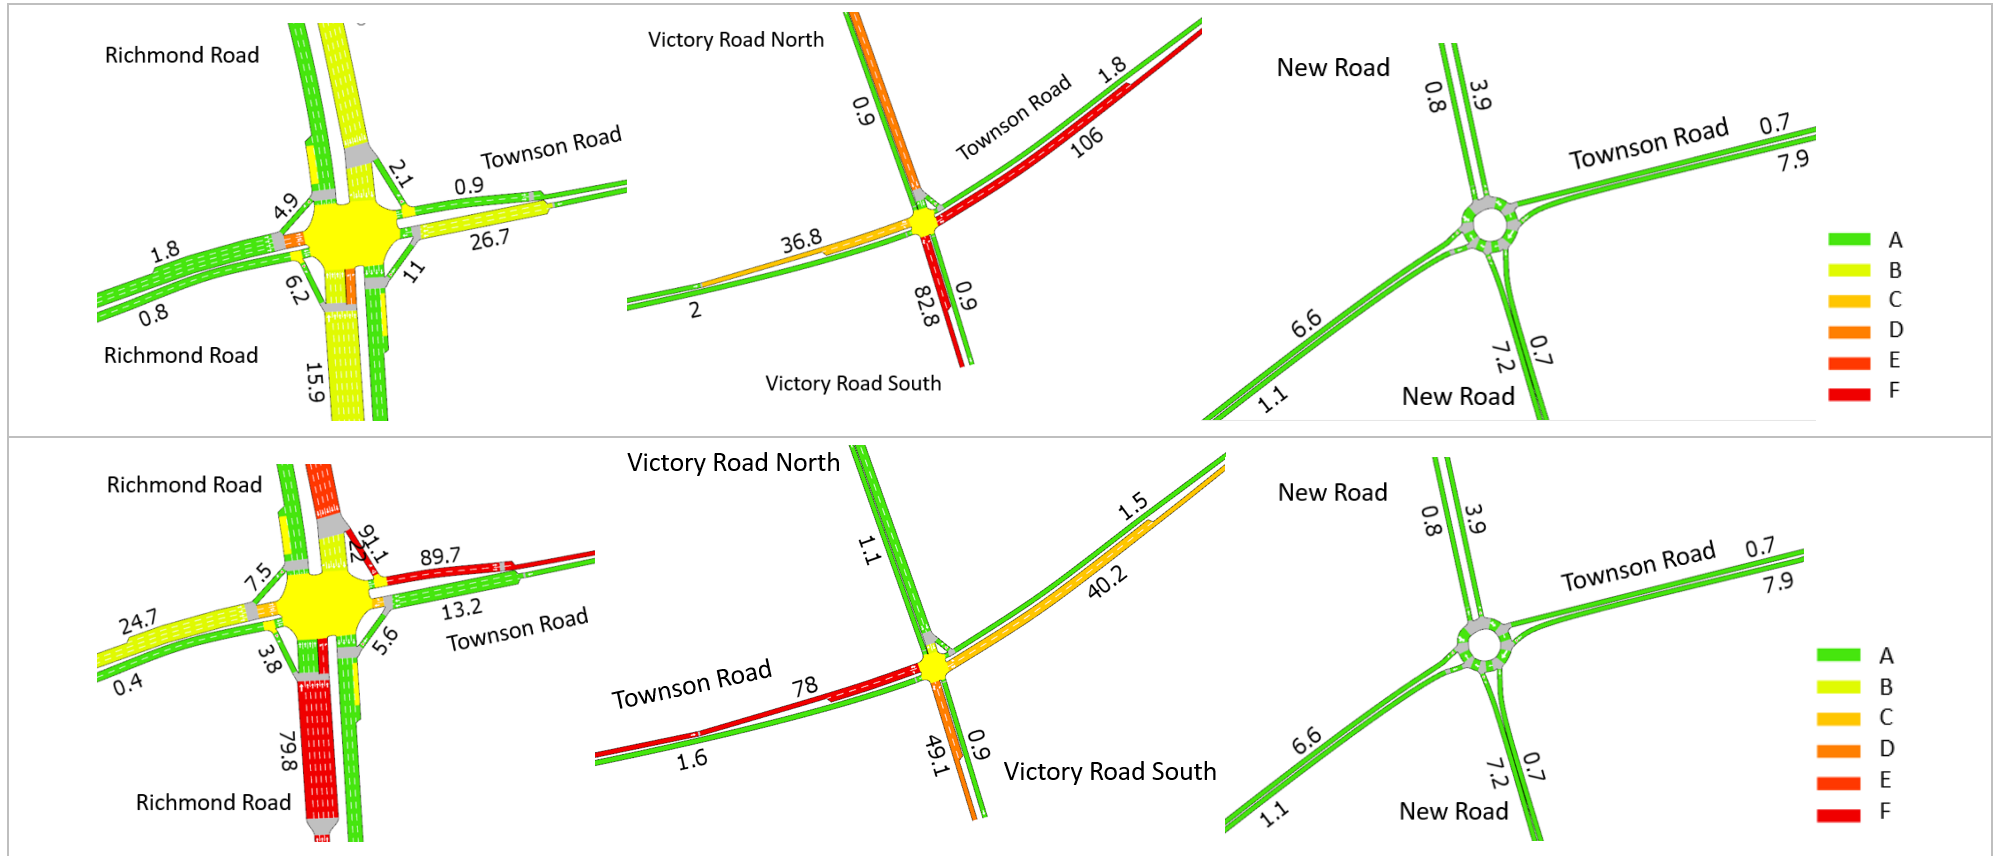 Richmond Road
2.1
Townson Road
0.9
4.9
1.8
26.7
11
6.2
0.8
Richmond Road
15.9
Victory Road North
0.9
1.8
Townson Road
106
36.8
2
82.8
0.9
Victory Road South
New Road
0.8
3.9
Townson Road
0.7
7.9
6.6
1.1
7.2
0.7
New Road
A
B
C
D
E
F
Richmond Road
91.1
22
89.7
7.5
24.7
13.2
Townson Road
5.6
3.8
0.4
79.8
Richmond Road
Victory Road North
1.1
1.5
40.2
Townson Road
78
1.6
49.1
0.9
Victory Road South
New Road
0.8
3.9
Townson Road
0.7
7.9
6.6
1.1
7.2
0.7
New Road
A
B
C
D
E
F